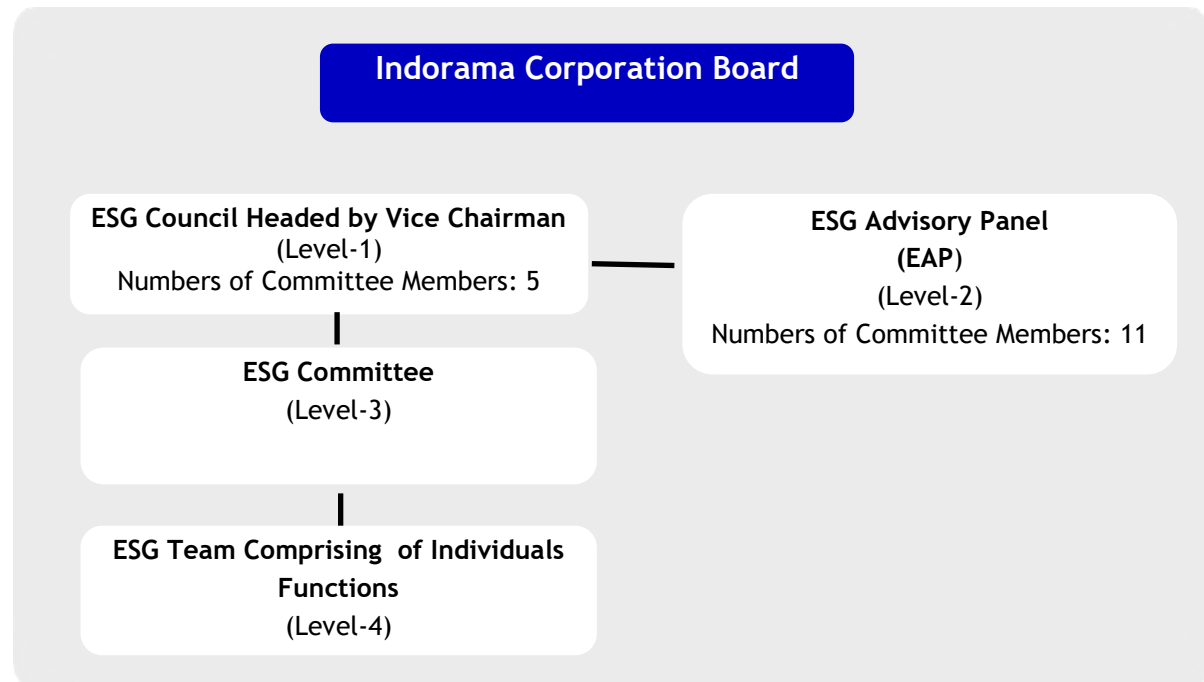 Indorama Corporation Board
ESG Council Headed by Vice Chairman
(Level-1)
Numbers of Committee Members: 5
ESG Advisory Panel
(EAP)
(Level-2)
Numbers of Committee Members: 11
ESG Committee
(Level-3)
ESG Team Comprising of Individuals
Functions
(Level-4)